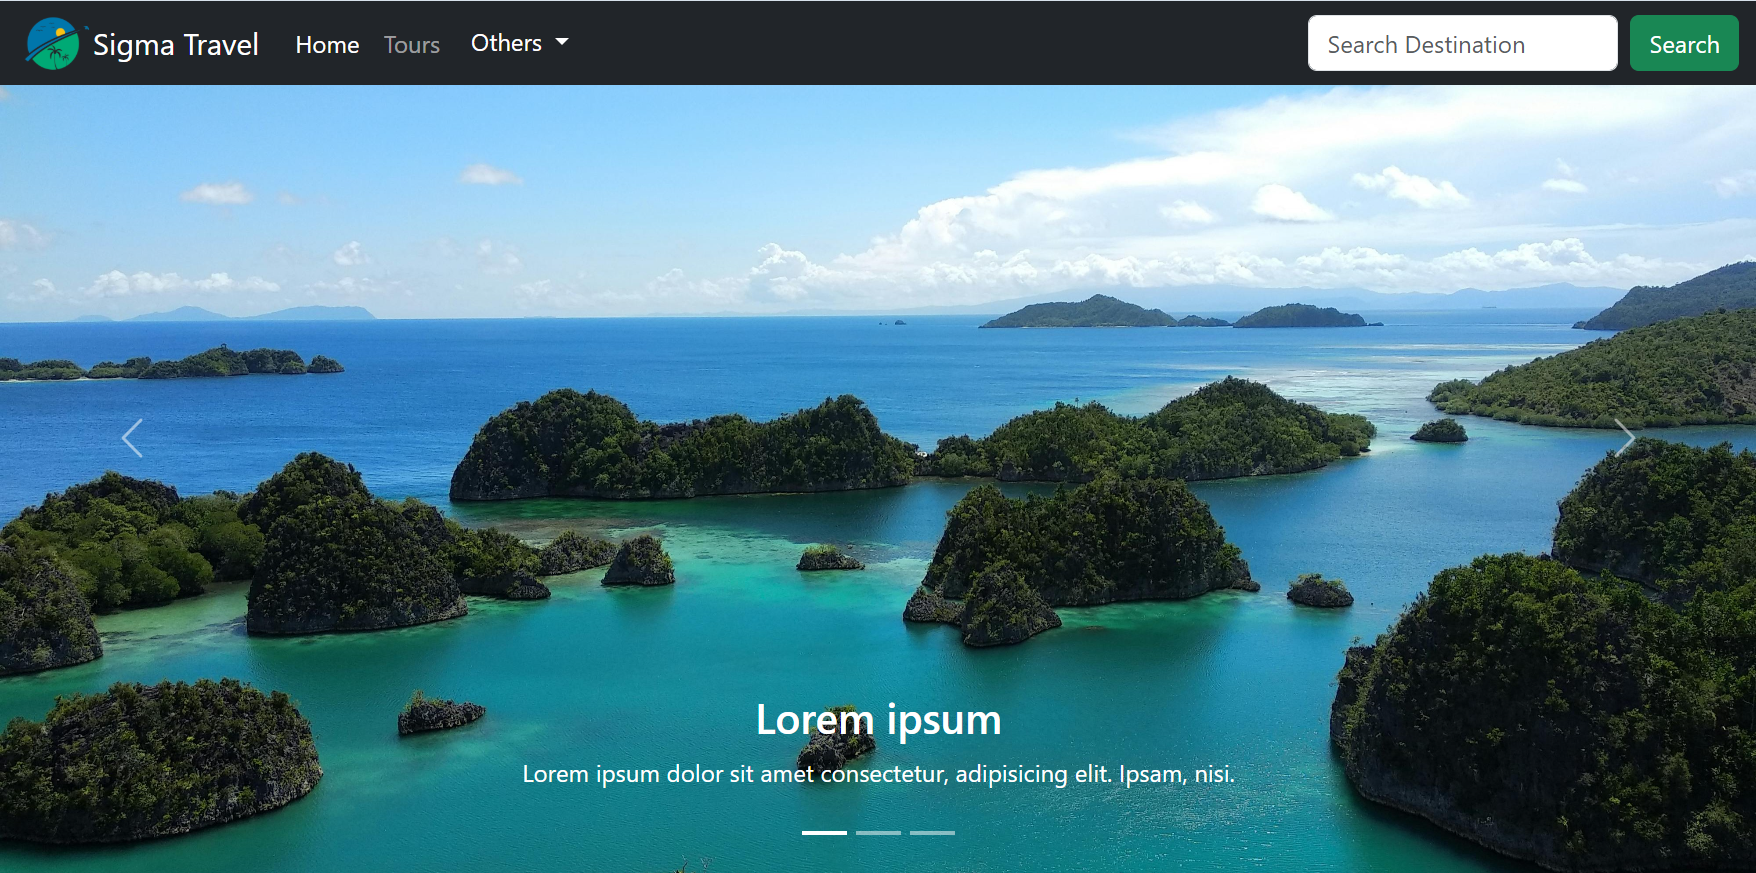 Sigma Travel Home Tours Others Search Destination Search
Lorem ipsum
Lorem ipsum dolor sit amet consectetur, adipisicing elit. Ipsam, nisi.